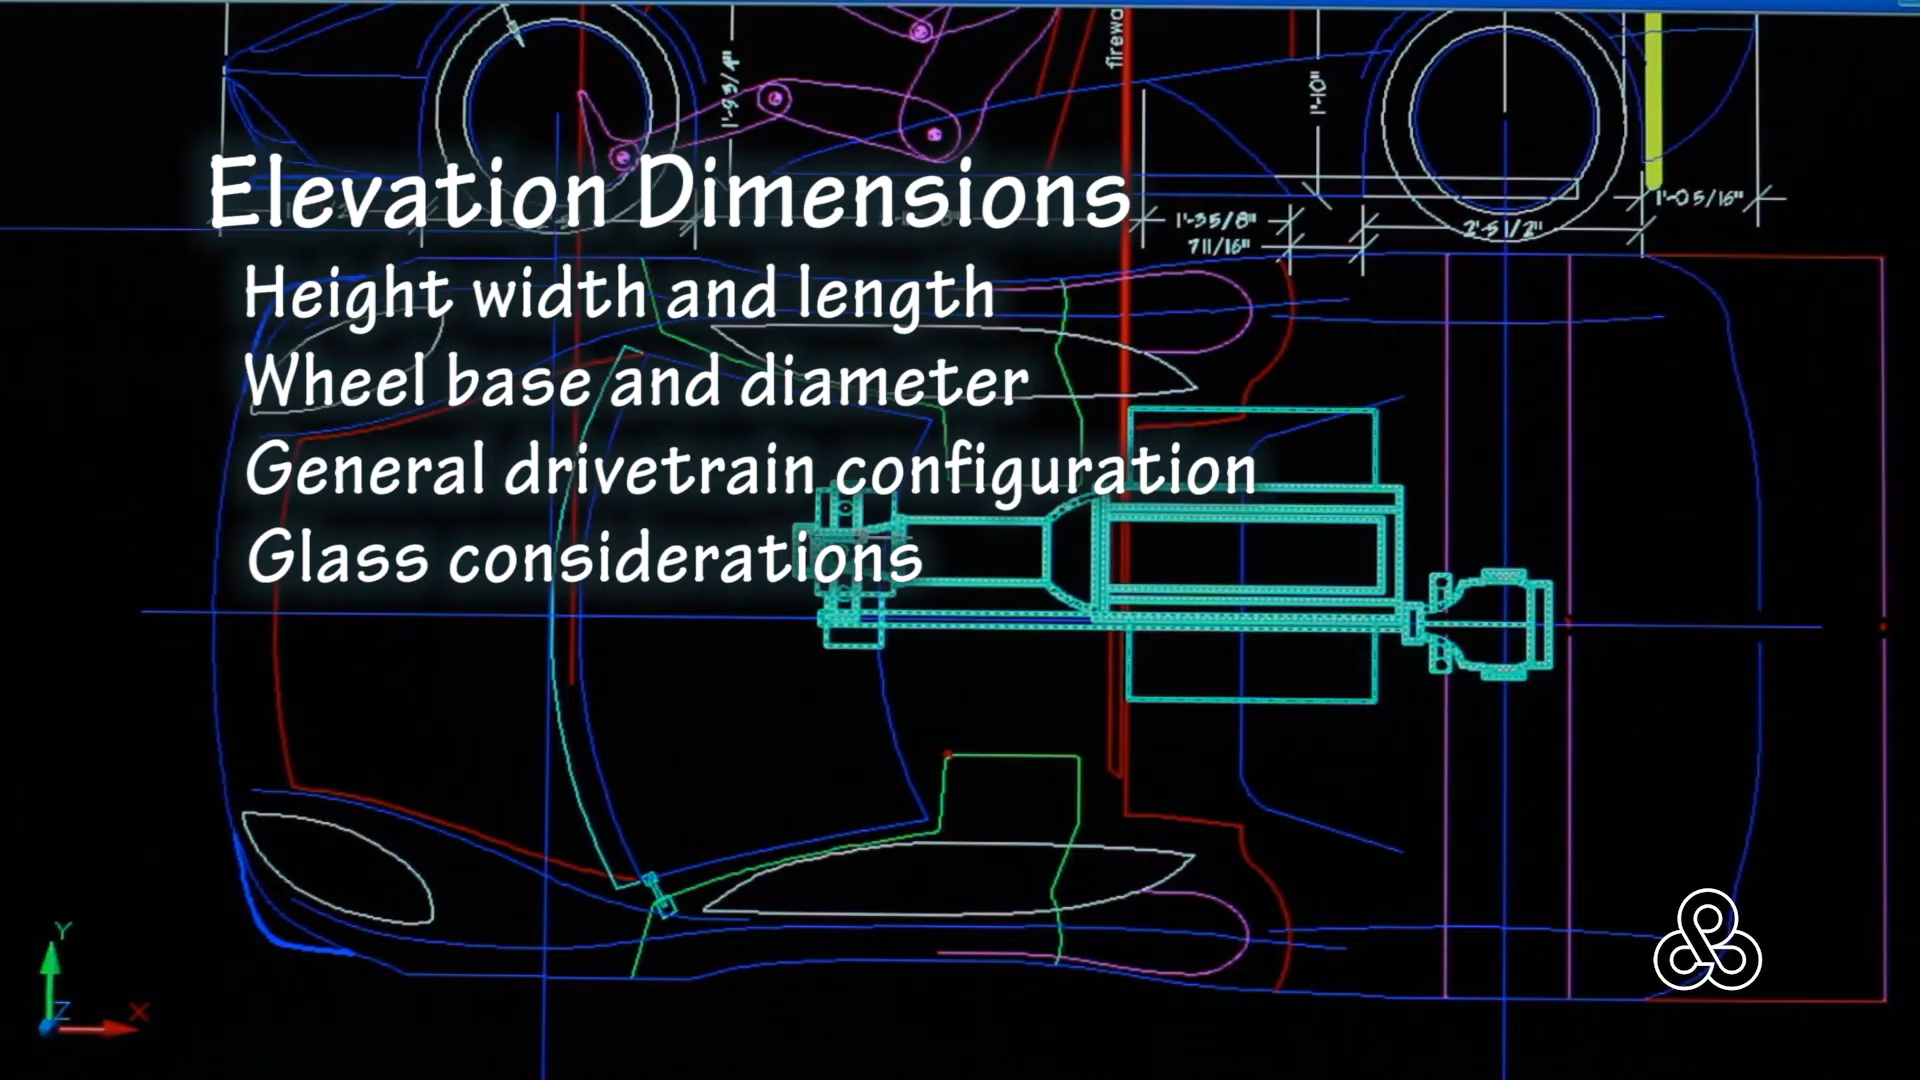 firewa
1'-9 3/4"
1'-10"
Elevation Dimensions
1'-0 5/16"
1'-3 5/8"
2'-5 1/2"
7 11/16"
Height width and length
Wheel base and diameter
General drivetrain configuration
Glass considerations
Y
Z
X